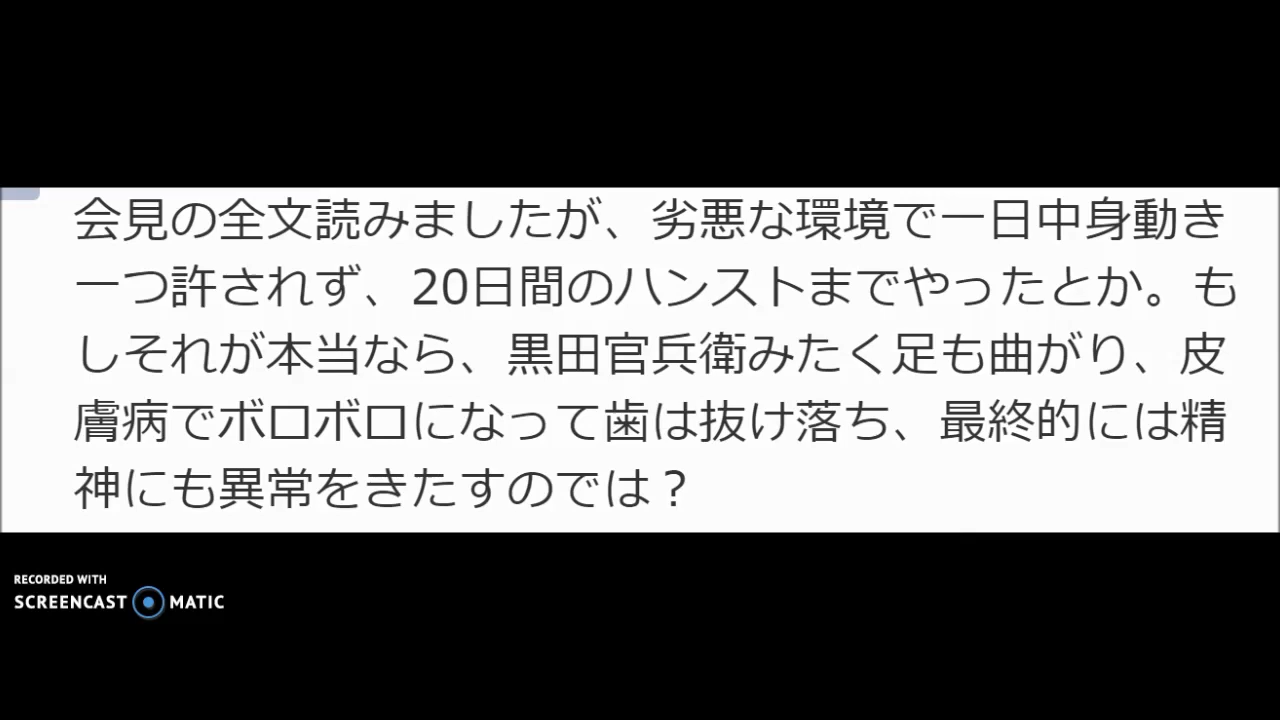 会見の全文読みましたが、劣悪な環境で一日中身動き
一つ許されず、20日間のハンストまでやったとか。も
しそれが本当なら、黒田官兵衛みたく足も曲がり、皮
膚病でボロボロになって歯は抜け落ち、最終的には精
神にも異常をきたすのでは？
RECORDED WITH
SCREENCAST MATIC